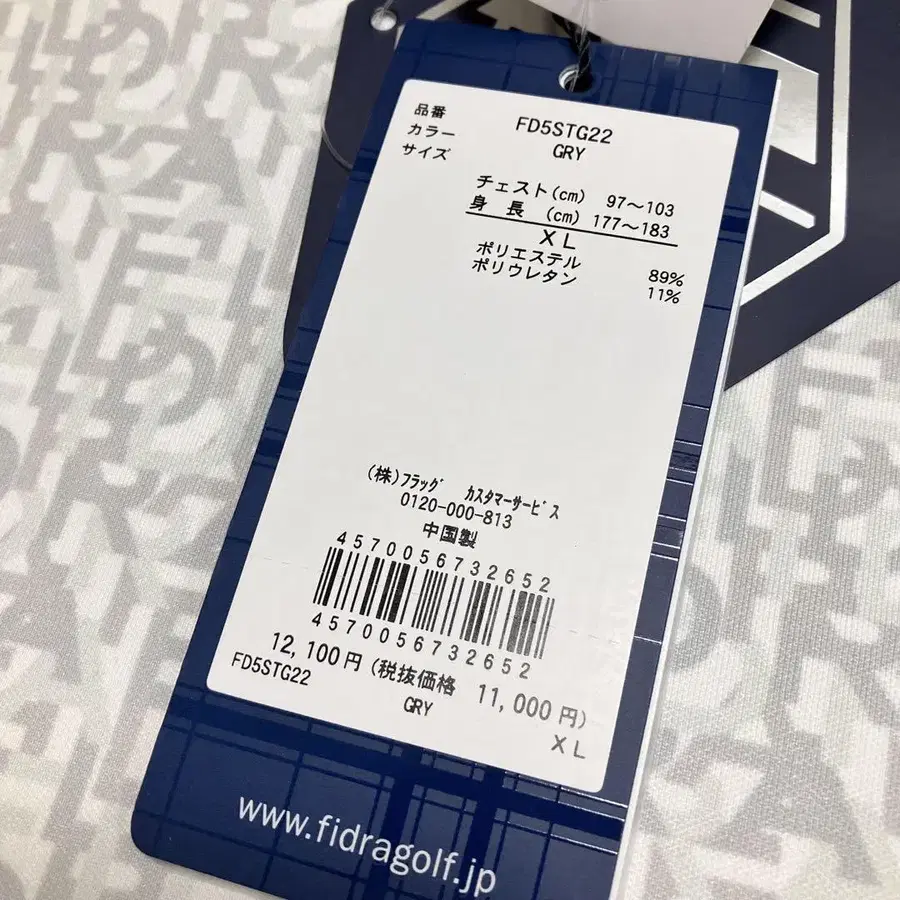 品番 FD5STG22
カラー GRY
サイズ
チェスト(cm) 97〜103
身 長 (cm) 177〜183
XL
ポリエステル 89%
ポリウレタン 11%
(株)フラッグ カスタマーサービス
0120-000-813
中国製
4570056732652
4570056732652
12,100円 (税抜価格 11,000円)
FD5STG22 GRY XL
www.fidragolf.jp